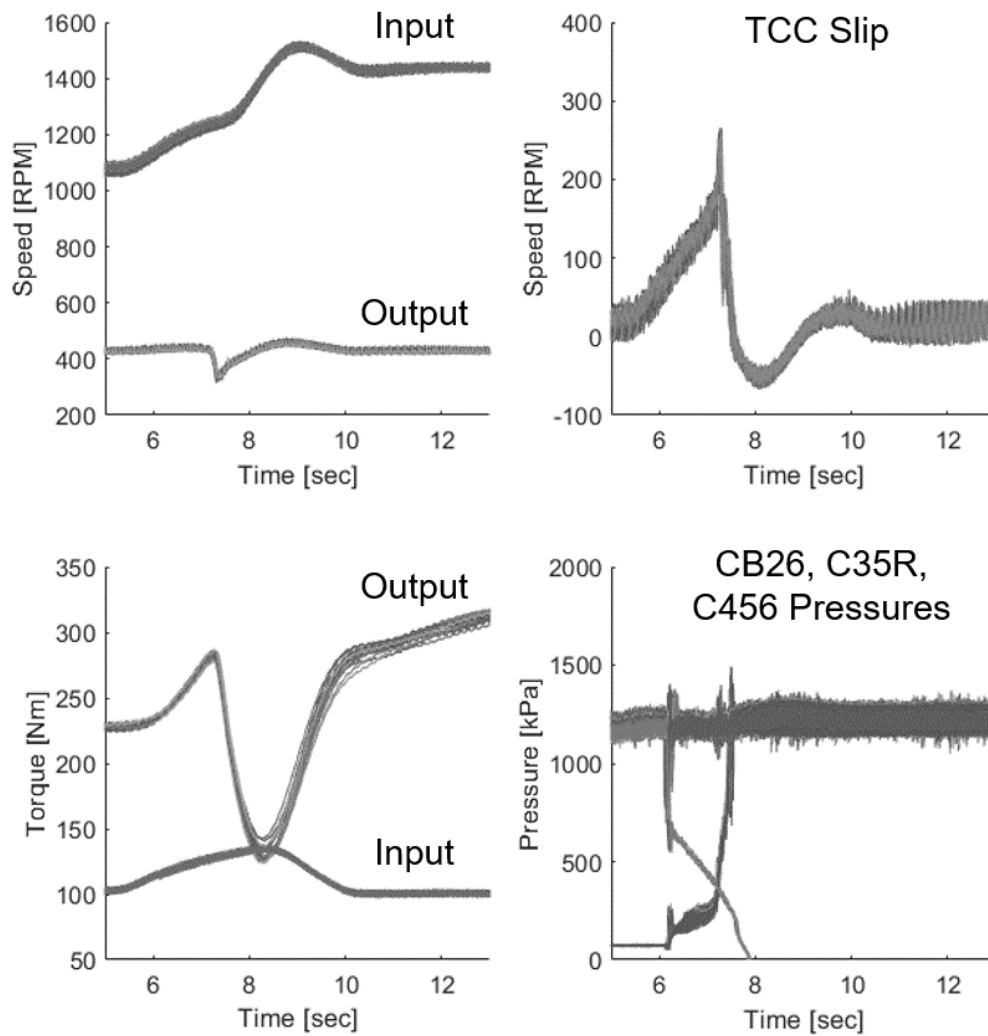 1600
1400
1200
1000
800
600
400
200
Speed [RPM]
Input
Output
6
8
10
12
Time [sec]
TCC Slip
400
300
200
100
0
-100
Speed [RPM]
6
8
10
12
Time [sec]
350
300
250
200
150
100
50
Torque [Nm]
Output
Input
6
8
10
12
Time [sec]
CB26, C35R,
C456 Pressures
2000
1500
1000
500
0
Pressure [kPa]
6
8
10
12
Time [sec]